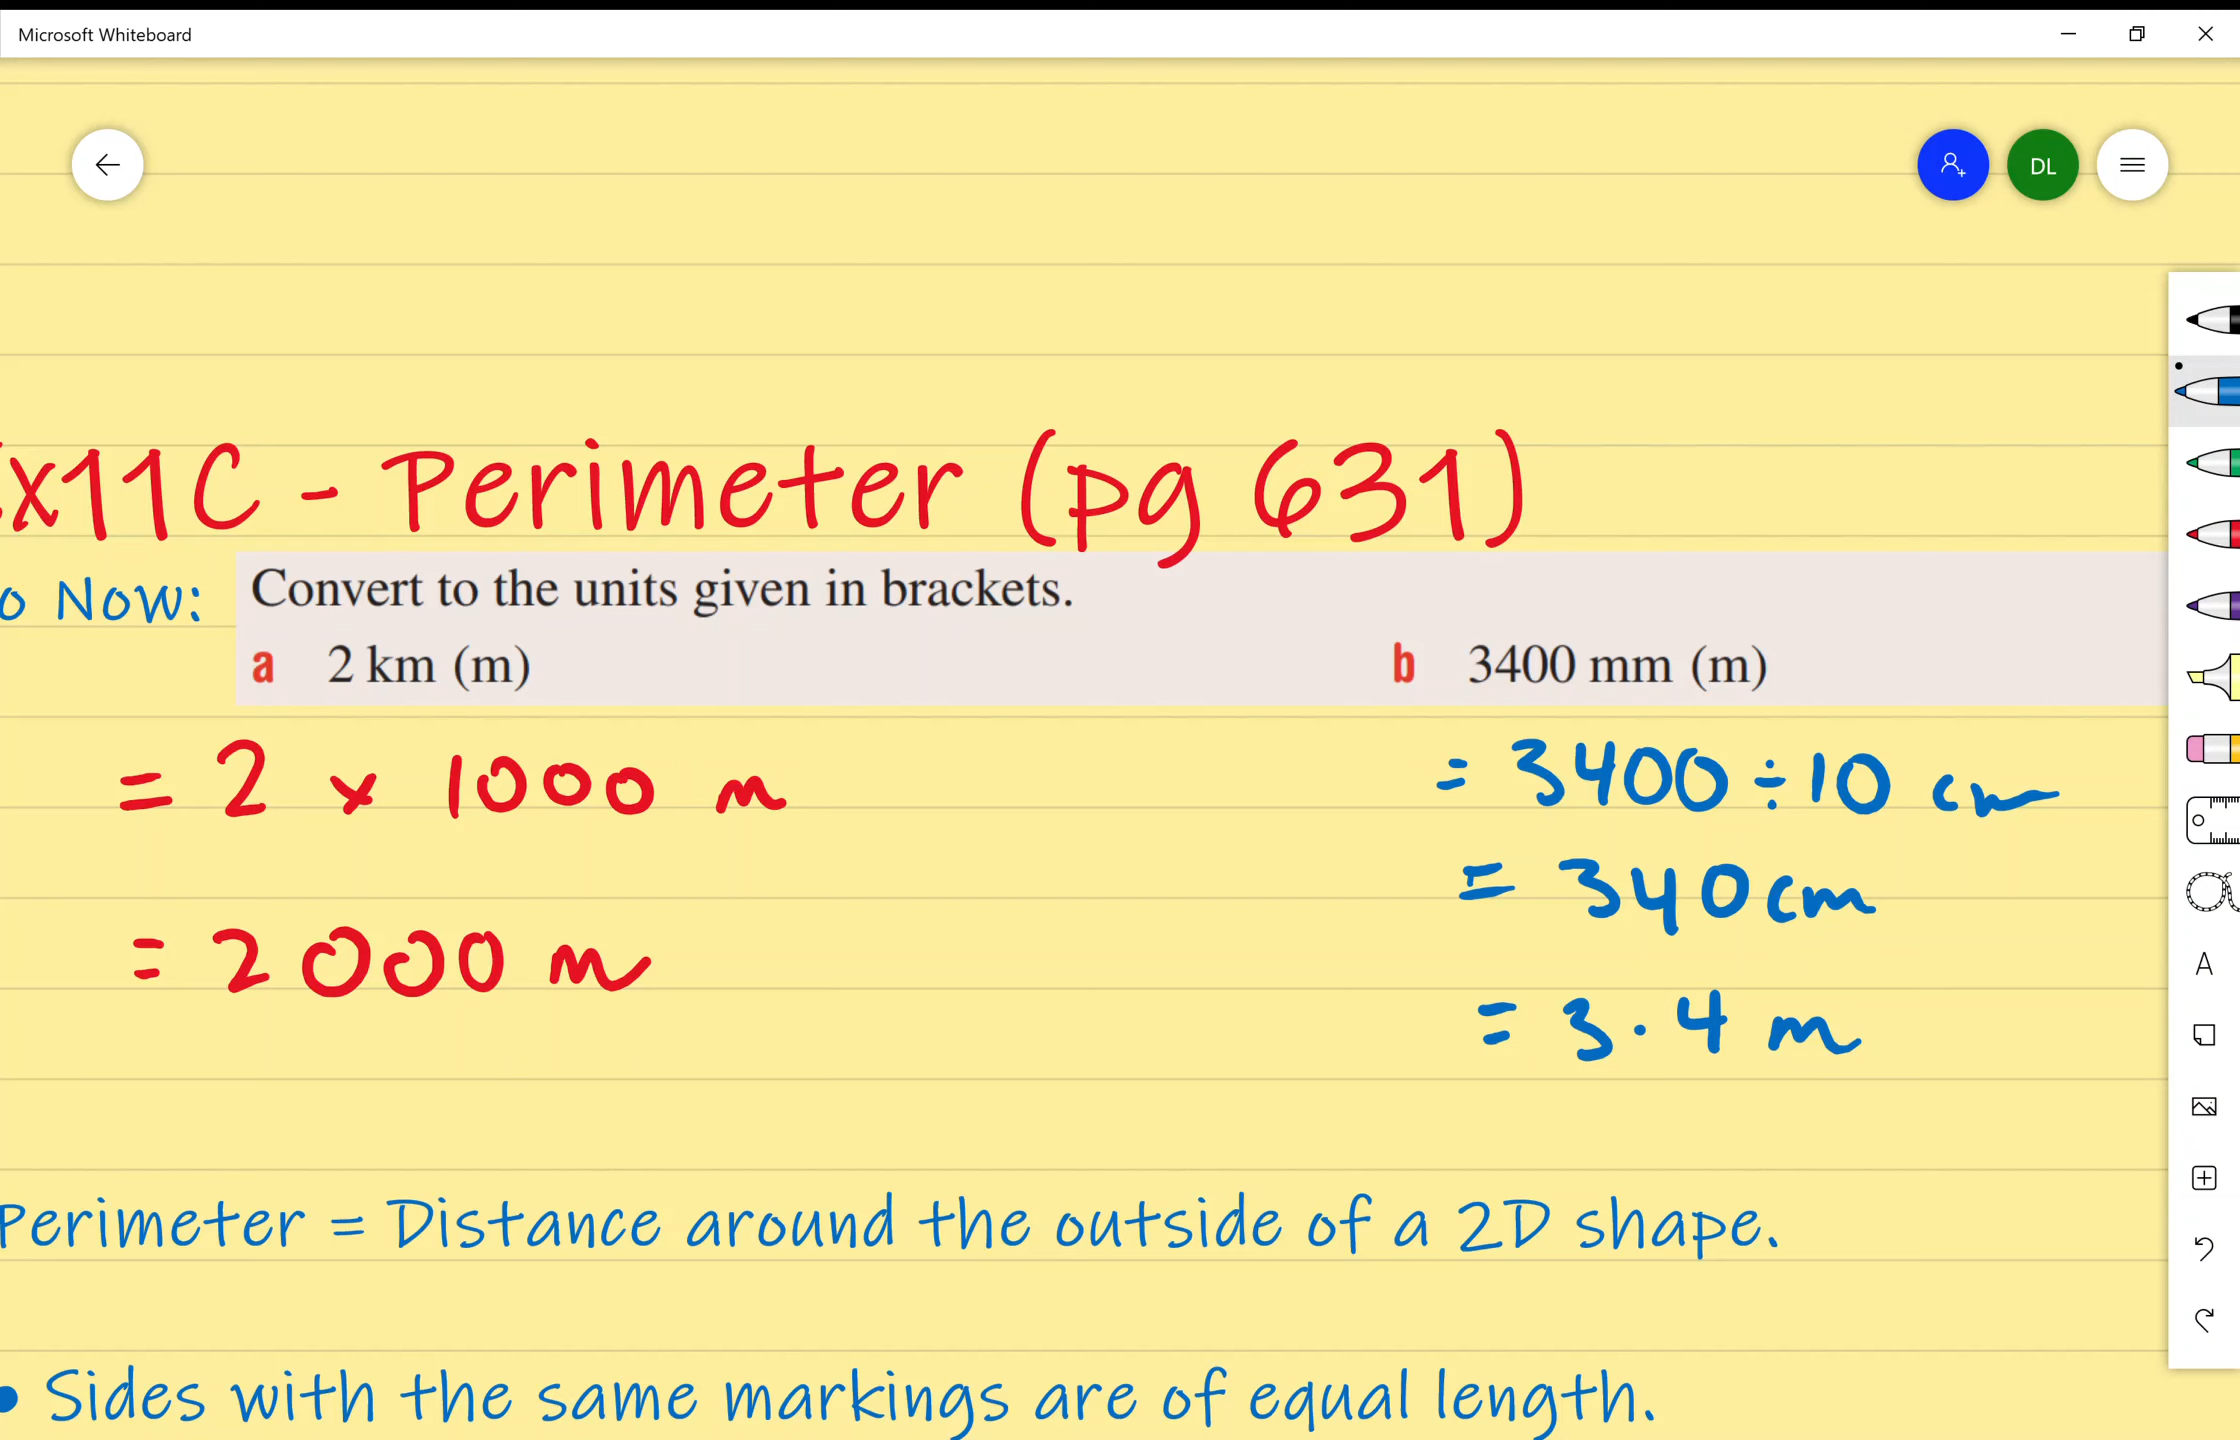 Microsoft Whiteboard
DL
x11C - Perimeter (pg 631)
o Now:
Convert to the units given in brackets.
a 2 km (m)
b 3400 mm (m)
= 2 × 1000 m
= 3400 ÷ 10 cm
= 340 cm
= 2000 m
= 3.4 m
A
Perimeter = Distance around the outside of a 2D shape.
• Sides with the same markings are of equal length.